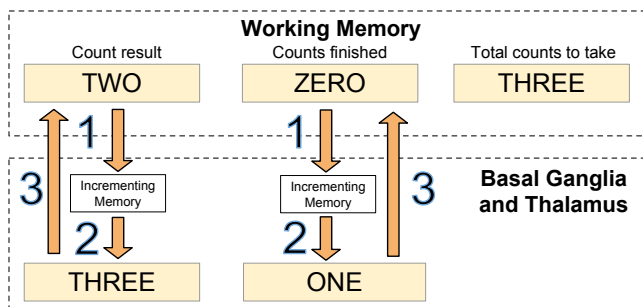 Working Memory
Count result
Counts finished
Total counts to take
TWO
ZERO
THREE
1
1
Incrementing
Memory
Incrementing
Memory
3
3
Basal Ganglia
and Thalamus
2
2
THREE
ONE